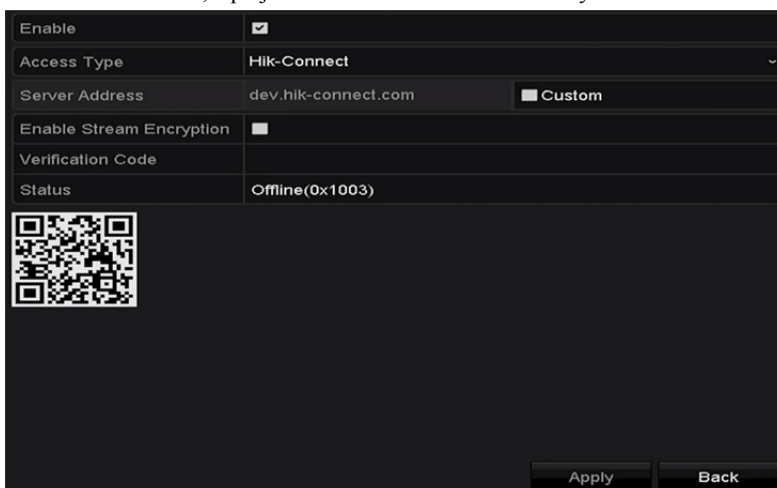 Enable
Access Type Hik-Connect
Server Address dev.hik-connect.com Custom
Enable Stream Encryption
Verification Code
Status Offline(0x1003)
Apply Back